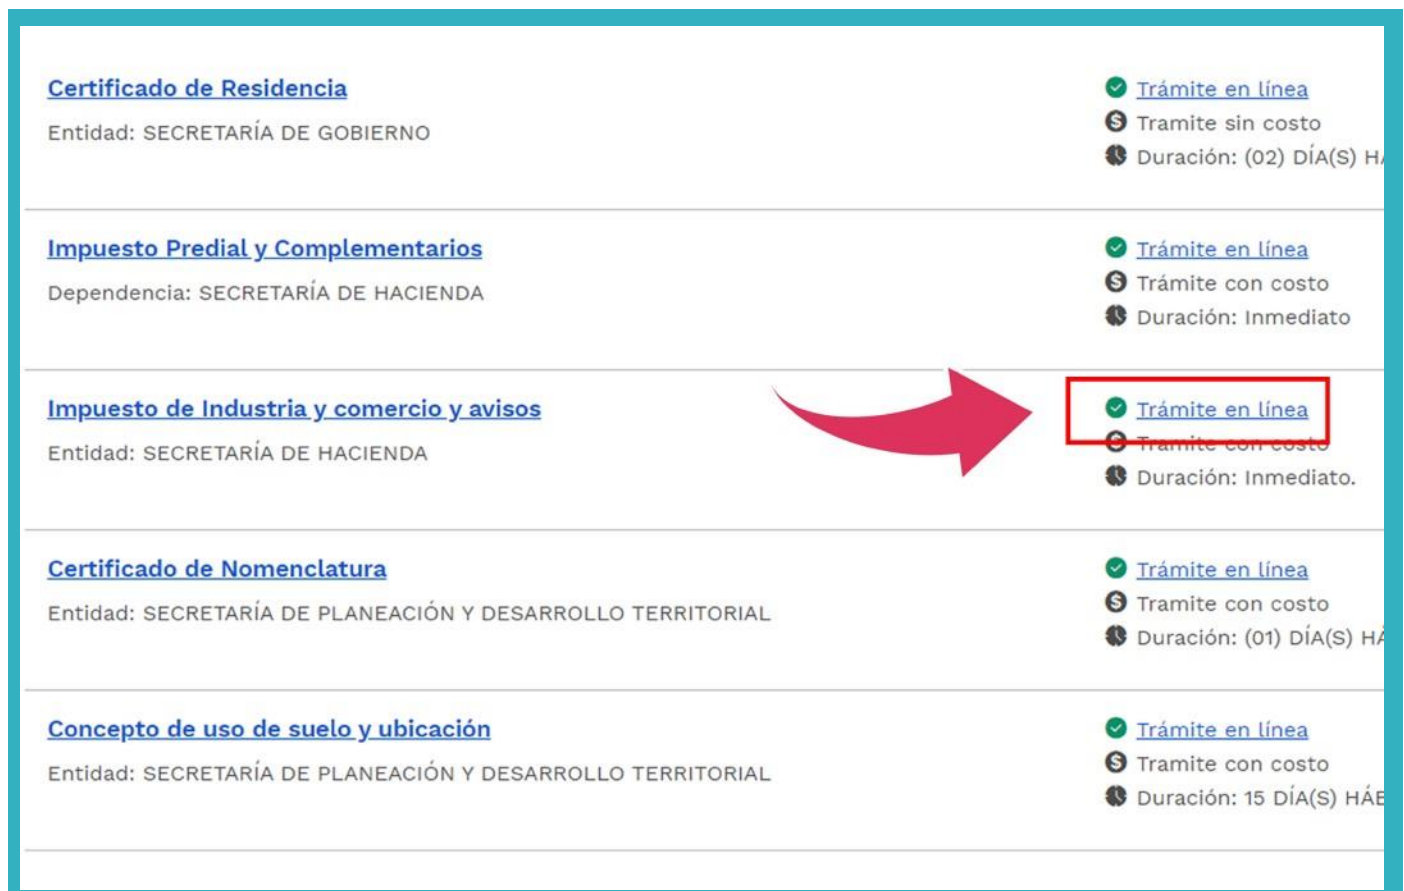 Certificado de Residencia
Entidad: SECRETARÍA DE GOBIERNO
Trámite en línea
Tramite sin costo
Duración: (02) DÍA(S)
Impuesto Predial y Complementarios
Dependencia: SECRETARÍA DE HACIENDA
Trámite en línea
Trámite con costo
Duración: Inmediato
Impuesto de Industria y comercio y avisos
Entidad: SECRETARÍA DE HACIENDA
Trámite en línea
Tramite con costo
Duración: Inmediato.
Certificado de Nomenclatura
Entidad: SECRETARÍA DE PLANEACIÓN Y DESARROLLO TERRITORIAL
Trámite en línea
Tramite con costo
Duración: (01) DÍA(S)
Concepto de uso de suelo y ubicación
Entidad: SECRETARÍA DE PLANEACIÓN Y DESARROLLO TERRITORIAL
Trámite en línea
Tramite con costo
Duración: 15 DÍA(S)